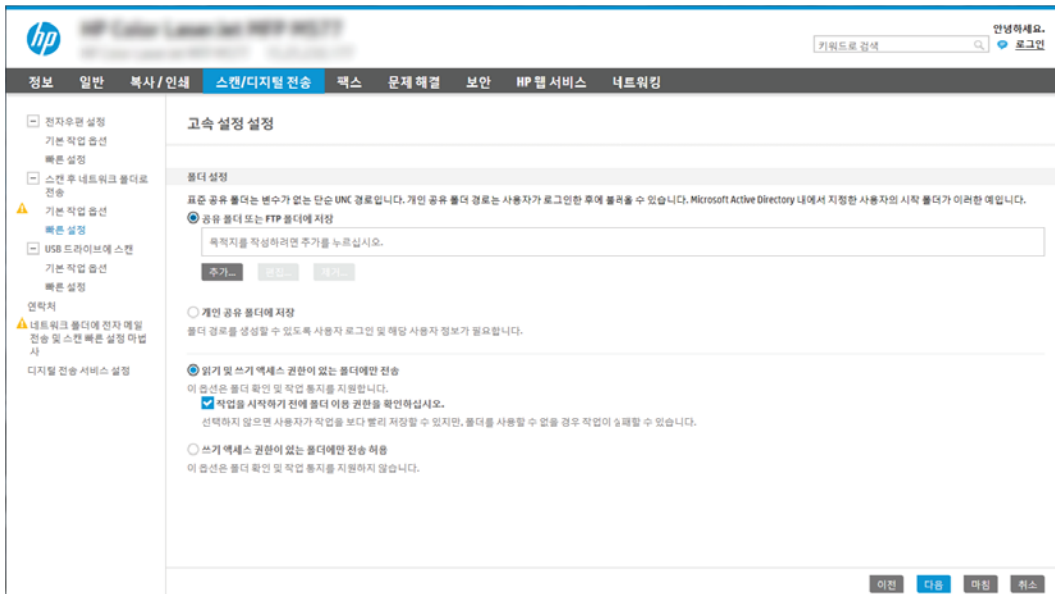 hp
안녕하세요.
키워드로 검색
로그인
정보 일반 복사 / 인쇄 스캔/디지털 전송 팩스 문제 해결 보안 HP 웹 서비스 네트워킹
전자우편 설정
기본 작업 옵션
빠른 설정
스캔 후 네트워크 폴더로
전송
기본 작업 옵션
빠른 설정
USB 드라이브에 스캔
기본 작업 옵션
빠른 설정
연락처
네트워크 폴더에 전자 메일
전송 및 스캔 빠른 설정 마법
사
디지털 전송 서비스 설정
고속 설정 설정
폴더 설정
표준 공유 폴더는 변수가 없는 단순 UNC 경로입니다. 개인 공유 폴더 경로는 사용자가 로그인한 후에 불러올 수 있습니다. Microsoft Active Directory 내에서 지정한 사용자의 시작 폴더가 이러한 예입니다.
공유 폴더 또는 FTP 폴더에 저장
목적지를 작성하려면 추가를 누르십시오.
추가... 편집... 제거...
개인 공유 폴더에 저장
폴더 경로를 생성할 수 있도록 사용자 로그인 및 해당 사용자 정보가 필요합니다.
읽기 및 쓰기 액세스 권한이 있는 폴더에만 전송
이 옵션은 폴더 확인 및 작업 통지를 지원합니다.
작업을 시작하기 전에 폴더 이용 권한을 확인하십시오.
선택하지 않으면 사용자가 작업을 보다 빨리 저장할 수 있지만, 폴더를 사용할 수 없을 경우 작업이 실패할 수 있습니다.
쓰기 액세스 권한이 있는 폴더에만 전송 허용
이 옵션은 폴더 확인 및 작업 통지를 지원하지 않습니다.
이전 다음 마침 취소